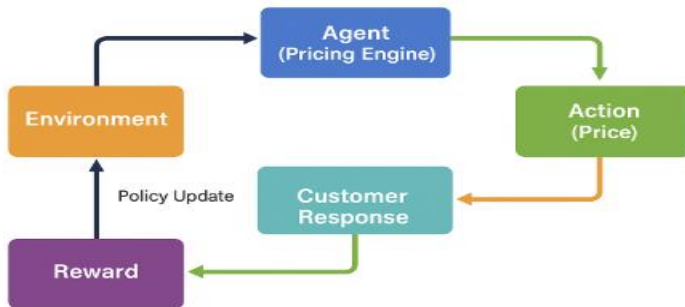 Agent
(Pricing Engine)
Environment
Action
(Price)
Policy Update
Customer
Response
Reward